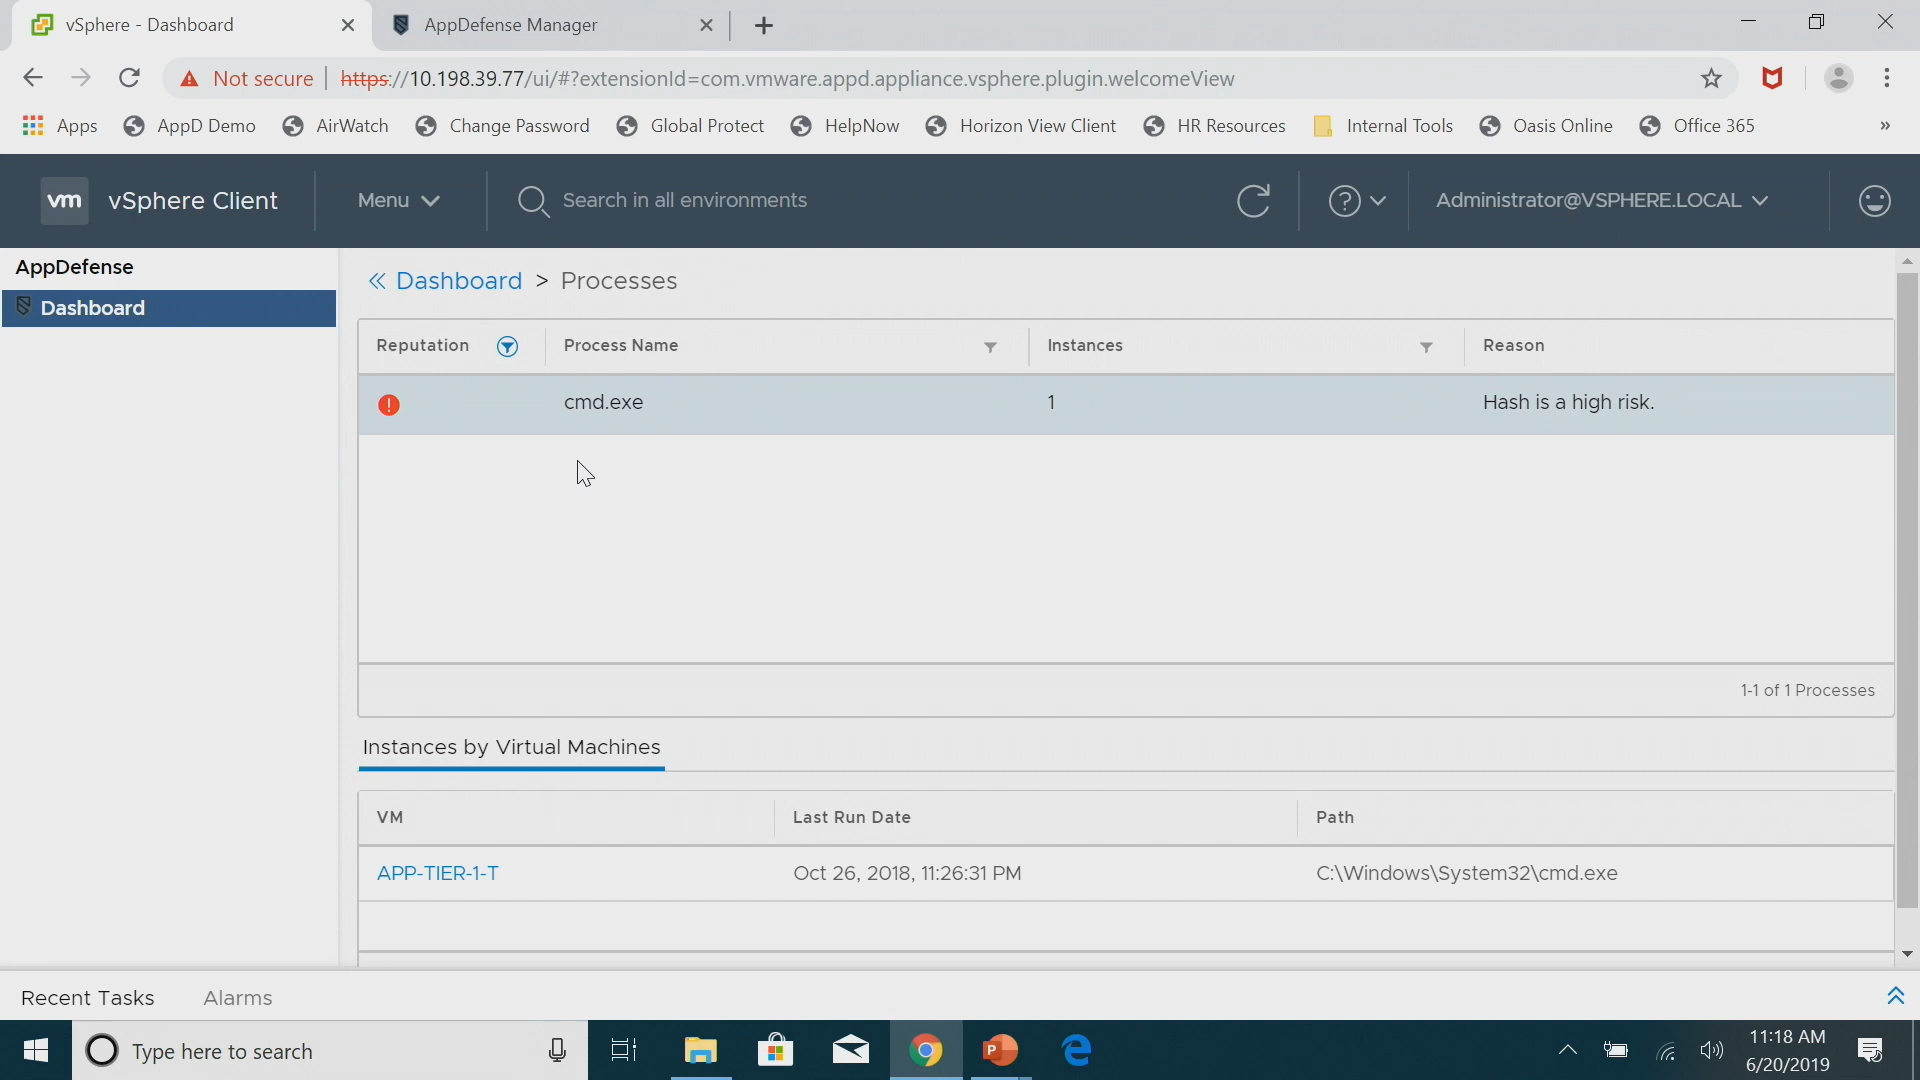 vSphere - Dashboard
AppDefense Manager
Not secure
https://10.198.39.77/ui/#?extensionId=com.vmware.appd.appliance.vsphere.plugin.welcomeView
Apps
AppD Demo
AirWatch
Change Password
Global Protect
HelpNow
Horizon View Client
HR Resources
Internal Tools
Oasis Online
Office 365
»
vm
vSphere Client
Menu
Search in all environments
Administrator@VSPHERE.LOCAL
AppDefense
Dashboard
Dashboard > Processes
Reputation
Process Name
Instances
Reason
cmd.exe
1
Hash is a high risk.
1-1 of 1 Processes
Instances by Virtual Machines
VM
Last Run Date
Path
APP-TIER-1-T
Oct 26, 2018, 11:26:31 PM
C:\Windows\System32\cmd.exe
Recent Tasks
Alarms
Type here to search
11:18 AM
6/20/2019